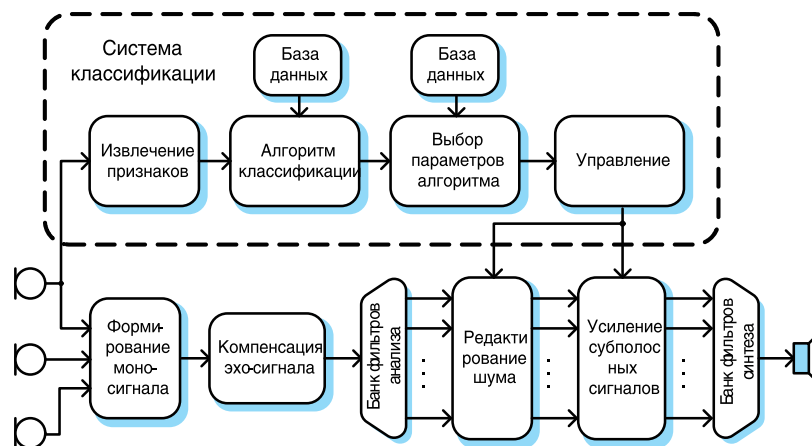 Система
классификации
База
данных
База
данных
Извлечение
признаков
Алгоритм
классификации
Выбор
параметров
алгоритма
Управление
Форми-
рование
моно-
сигнала
Компенсация
эхо-сигнала
Банк фильтров
анализа
Редакти
рование
шума
Усиление
субполос
ных
сигналов
Банк фильтров
синтеза